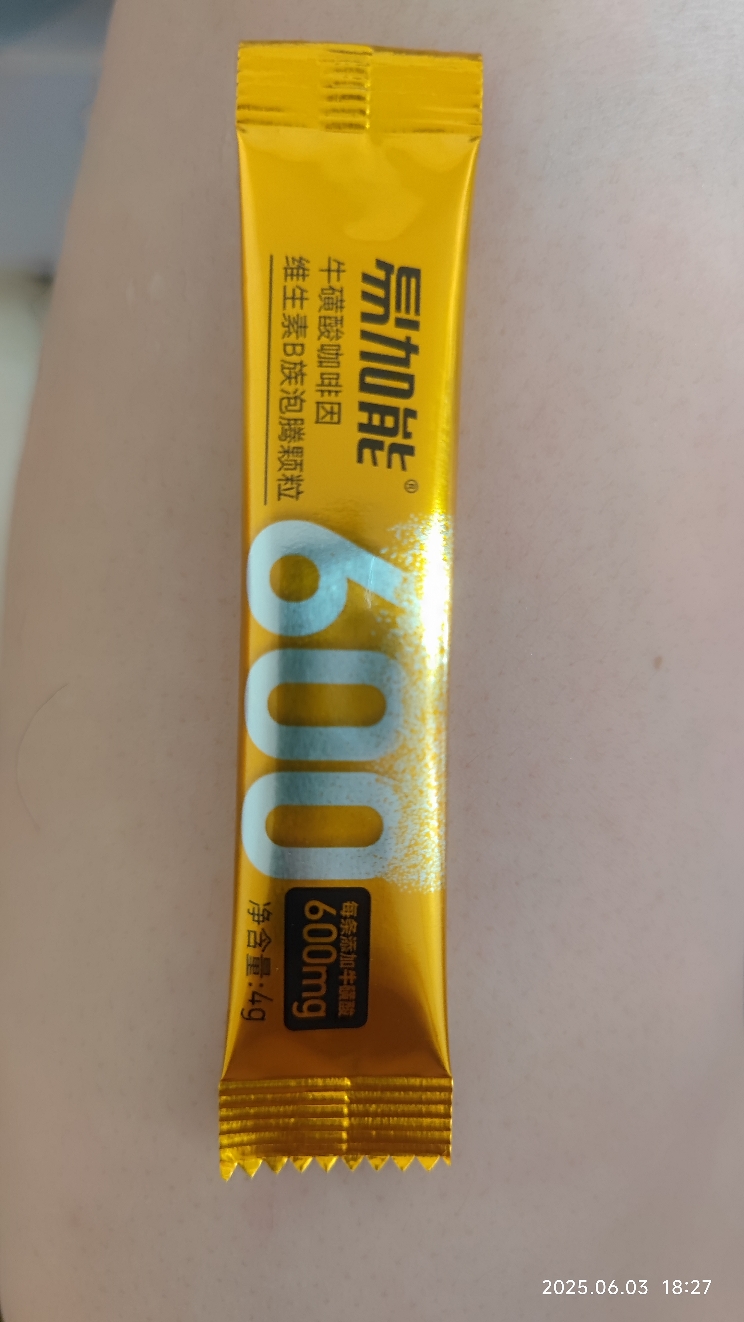 易加能®
牛磺酸咖啡因
维生素B族泡腾颗粒
600
每条添加牛磺酸
600mg
净含量:4g
2025.06.03 18:27